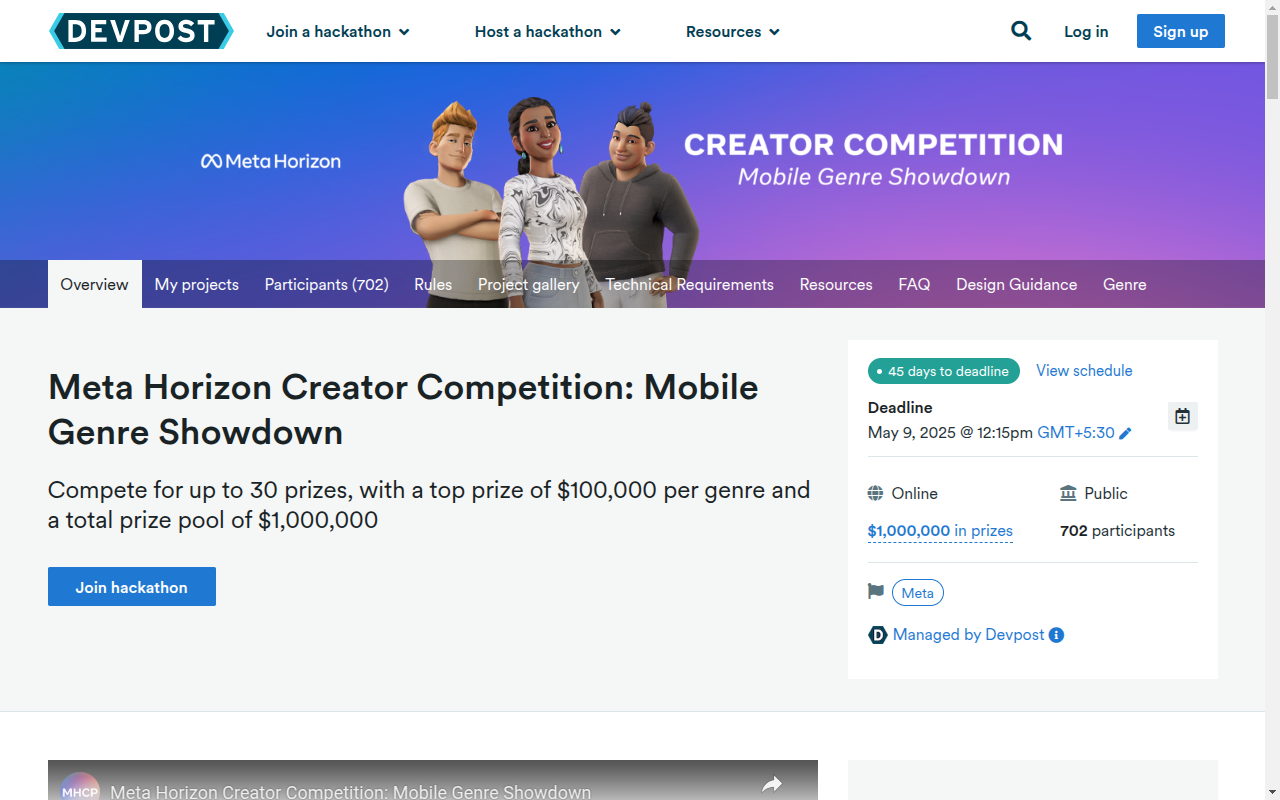 DEVPOST
Join a hackathon
Host a hackathon
Resources
Log in
Sign up
Meta Horizon
CREATOR COMPETITION
Mobile Genre Showdown
Overview
My projects
Participants (702)
Rules
Project gallery
Technical Requirements
Resources
FAQ
Design Guidance
Genre
Meta Horizon Creator Competition: Mobile
Genre Showdown
Compete for up to 30 prizes, with a top prize of $100,000 per genre and
a total prize pool of $1,000,000
Join hackathon
45 days to deadline
View schedule
Deadline
May 9, 2025 @ 12:15pm GMT+5:30
Online
Public
$1,000,000 in prizes
702 participants
Meta
D
Managed by Devpost
MHCP
Meta Horizon Creator Competition: Mobile Genre Showdown